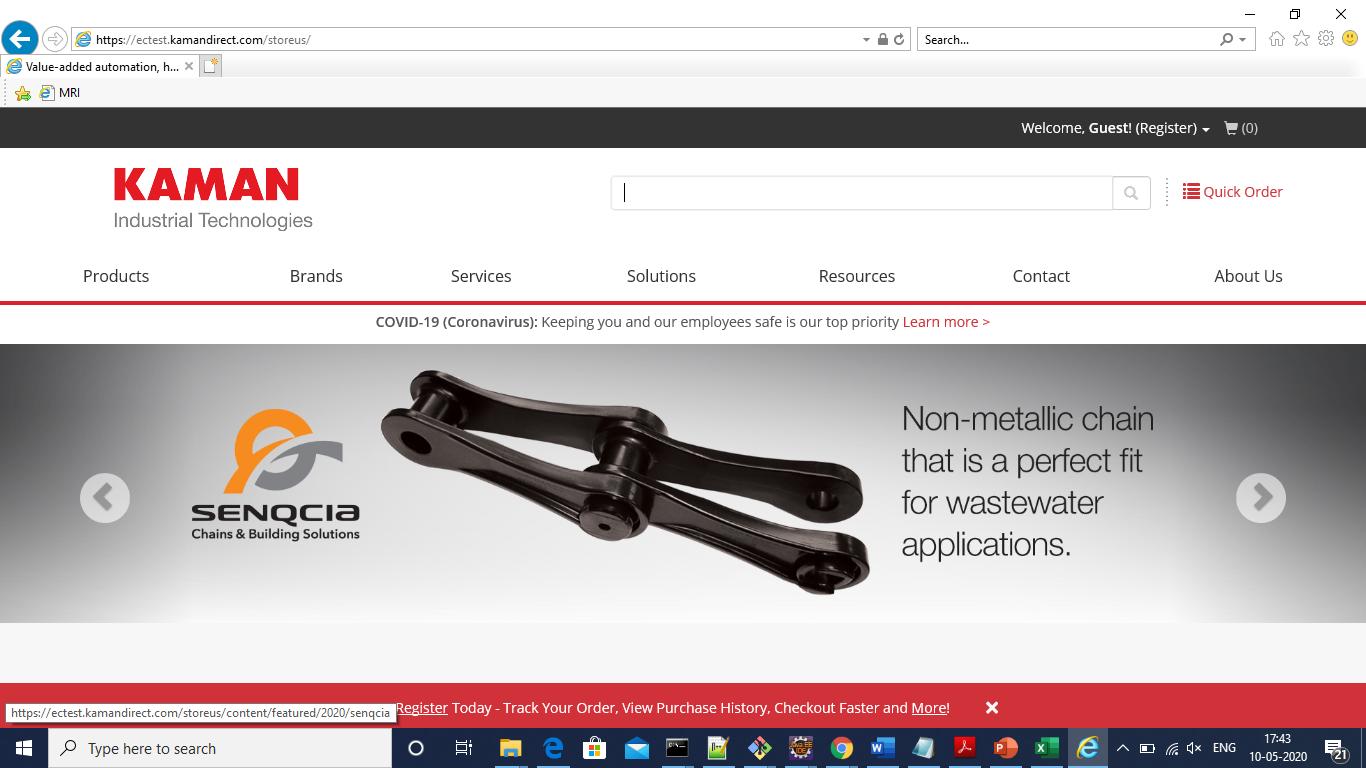 https://ectest.kamandirect.com/storeus/
Search...
Value-added automation, h...
MRI
Welcome, Guest! (Register) (0)
KAMAN
Industrial Technologies
Quick Order
Products Brands Services Solutions Resources Contact About Us
COVID-19 (Coronavirus): Keeping you and our employees safe is our top priority Learn more >
Non-metallic chain
that is a perfect fit
for wastewater
applications.
SENQCIA
Chains & Building Solutions
Register Today - Track Your Order, View Purchase History, Checkout Faster and More!
https://ectest.kamandirect.com/storeus/content/featured/2020/senqcia
Type here to search
ENG
17:43
10-05-2020
21